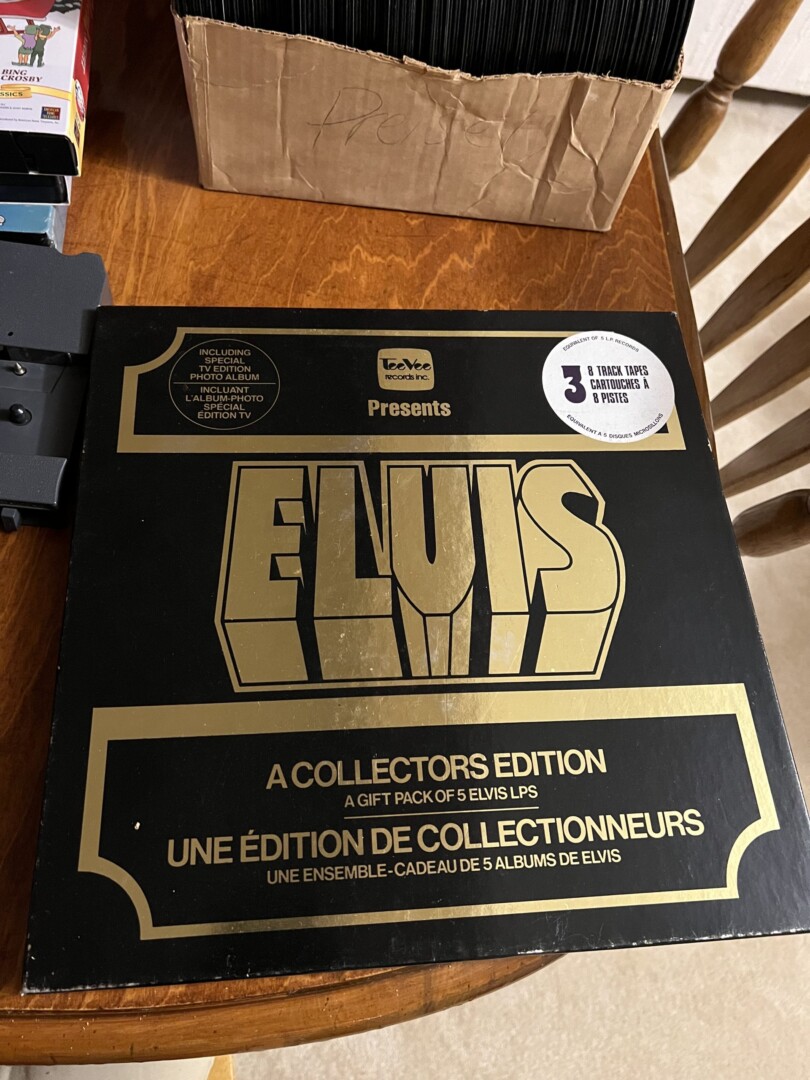 BING
CROSBY
SSICS
INCLUDING
SPECIAL
TV EDITION
PHOTO ALBUM
INCLUANT
L'ALBUM-PHOTO
SPÉCIAL
ÉDITION TV
TeeVee
records inc.
Presents
EQUIVALENT OF 5 L.P. RECORDS
3 8 TRACK TAPES
CARTOUCHES À
8 PISTES
EQUIVALENT A 5 DISQUES MICROSILLONS
ELVIS
A COLLECTORS EDITION
A GIFT PACK OF 5 ELVIS LPS
UNE ÉDITION DE COLLECTIONNEURS
UNE ENSEMBLE-CADEAU DE 5 ALBUMS DE ELVIS